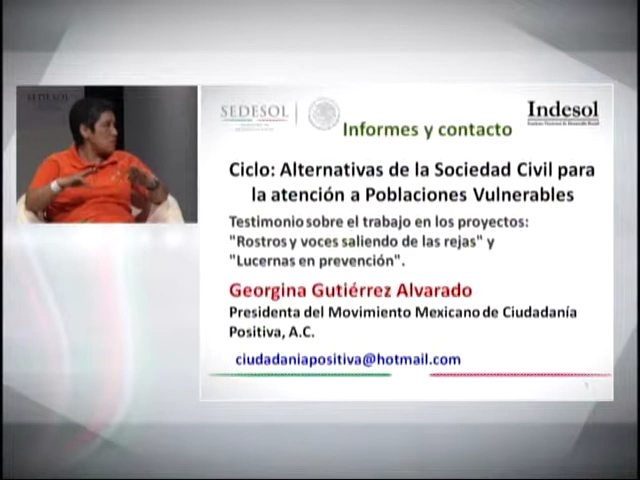 SEDESOL
SEDESOL
Indesol
Informes y contacto
Ciclo: Alternativas de la Sociedad Civil para
la atención a Poblaciones Vulnerables
Testimonio sobre el trabajo en los proyectos:
"Rostros y voces saliendo de las rejas" y
"Lucernas en prevención".
Georgina Gutiérrez Alvarado
Presidenta del Movimiento Mexicano de Ciudadanía
Positiva, A.C.
ciudadaniapositiva@hotmail.com